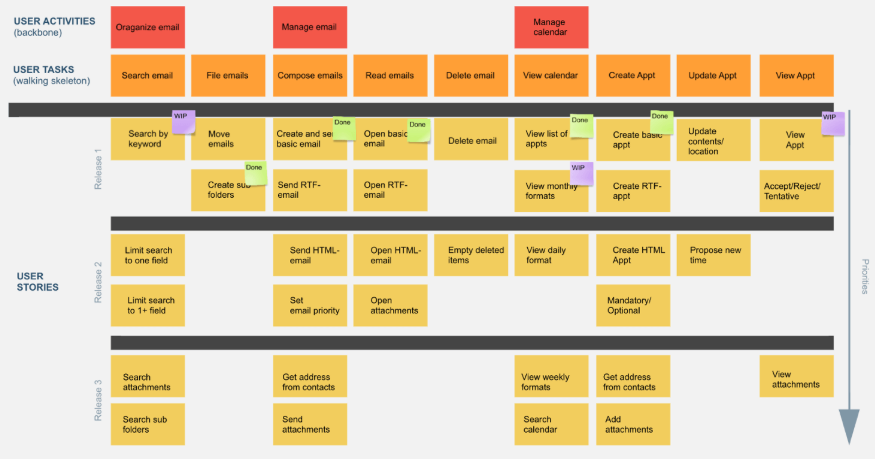 USER ACTIVITIES
(backbone)
Oraganize email
Manage email
Manage
calendar
USER TASKS
(walking skeleton)
Search email
File emails
Compose emails
Read emails
Delete email
View calendar
Create Appt
Update Appt
View Appt
USER
STORIES
Priorities
Release 1
Search by
keyword
WIP
Move
emails
Create and se
basic email
Done
Open basic
email
Done
Delete email
View list of
appts
Done
Create basic
appt
Done
Update
contents/
location
View
Appt
WIP
Create sub
folders
Done
Send RTF-
email
Open RTF-
email
View monthly
formats
WIP
Create RTF-
appt
Accept/Reject/
Tentative
Release 2
Limit search
to one field
Send HTML-
email
Open HTML-
email
Empty deleted
items
View daily
format
Create HTML
Appt
Propose new
time
Limit search
to 1+ field
Set
email priority
Open
attachments
Mandatory/
Optional
Release 3
Search
attachments
Get address
from contacts
View weekly
formats
Get address
from contacts
View
attachments
Search sub
folders
Send
attachments
Search
calendar
Add
attachments